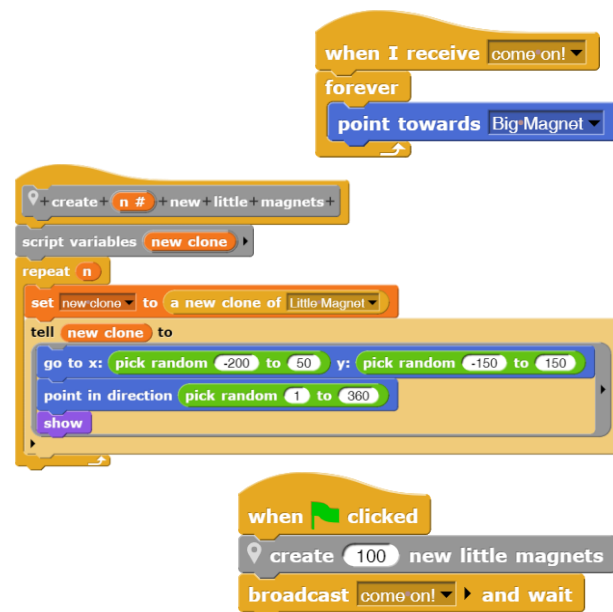 when I receive come on!
forever
point towards Big Magnet
+ create + n # + new + little + magnets +
script variables new clone
repeat n
set new clone to a new clone of Little Magnet
tell new clone to
go to x: pick random -200 to 50 y: pick random -150 to 150
point in direction pick random 1 to 360
show
when clicked
create 100 new little magnets
broadcast come on! and wait